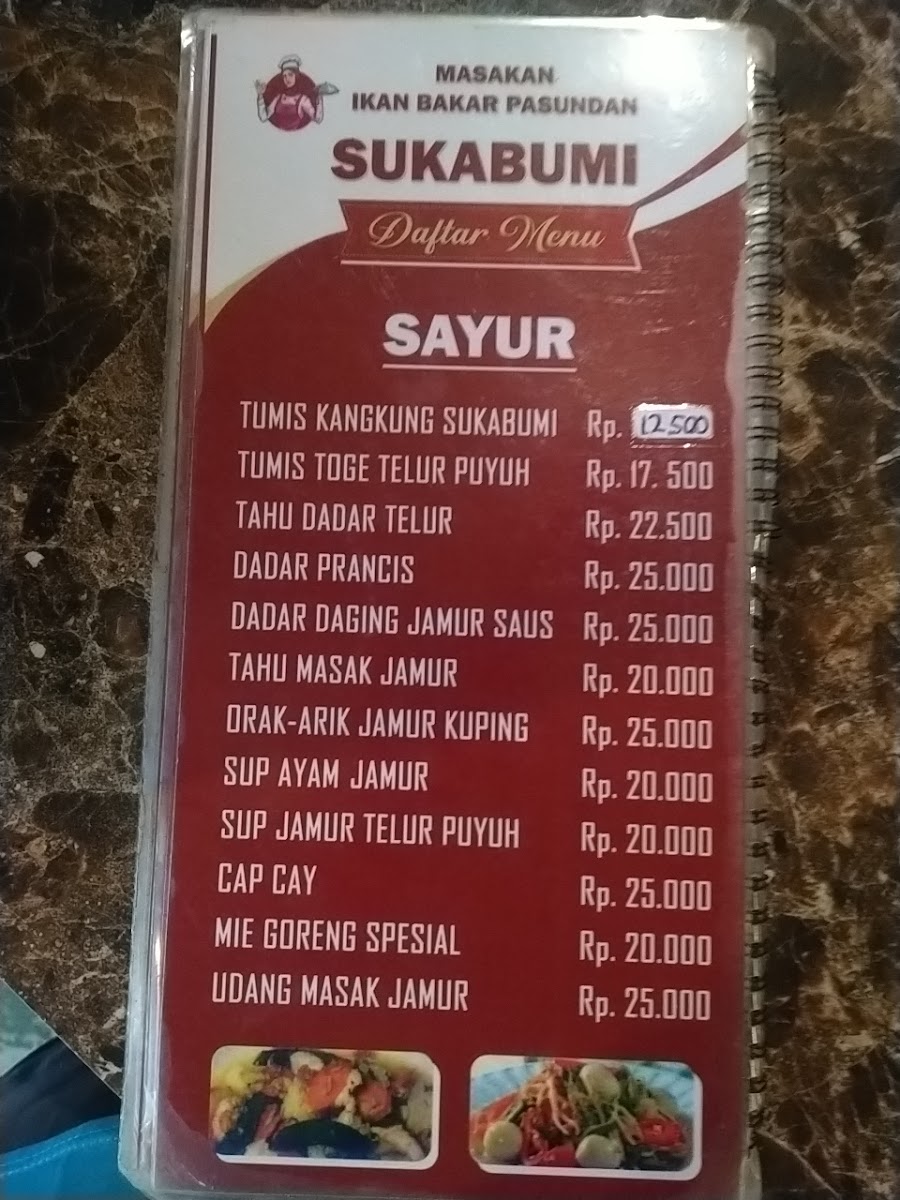 MASAKAN
IKAN BAKAR PASUNDAN
SUKABUMI
Daftar Menu
SAYUR
TUMIS KANGKUNG SUKABUMI Rp. 12.500
TUMIS TOGE TELUR PUYUH Rp. 17. 500
TAHU DADAR TELUR Rp. 22.500
DADAR PRANCIS Rp. 25.000
DADAR DAGING JAMUR SAUS Rp. 25.000
TAHU MASAK JAMUR Rp. 20.000
ORAK-ARIK JAMUR KUPING Rp. 25.000
SUP AYAM JAMUR Rp. 20.000
SUP JAMUR TELUR PUYUH Rp. 20.000
CAP CAY Rp. 25.000
MIE GORENG SPESIAL Rp. 20.000
UDANG MASAK JAMUR Rp. 25.000